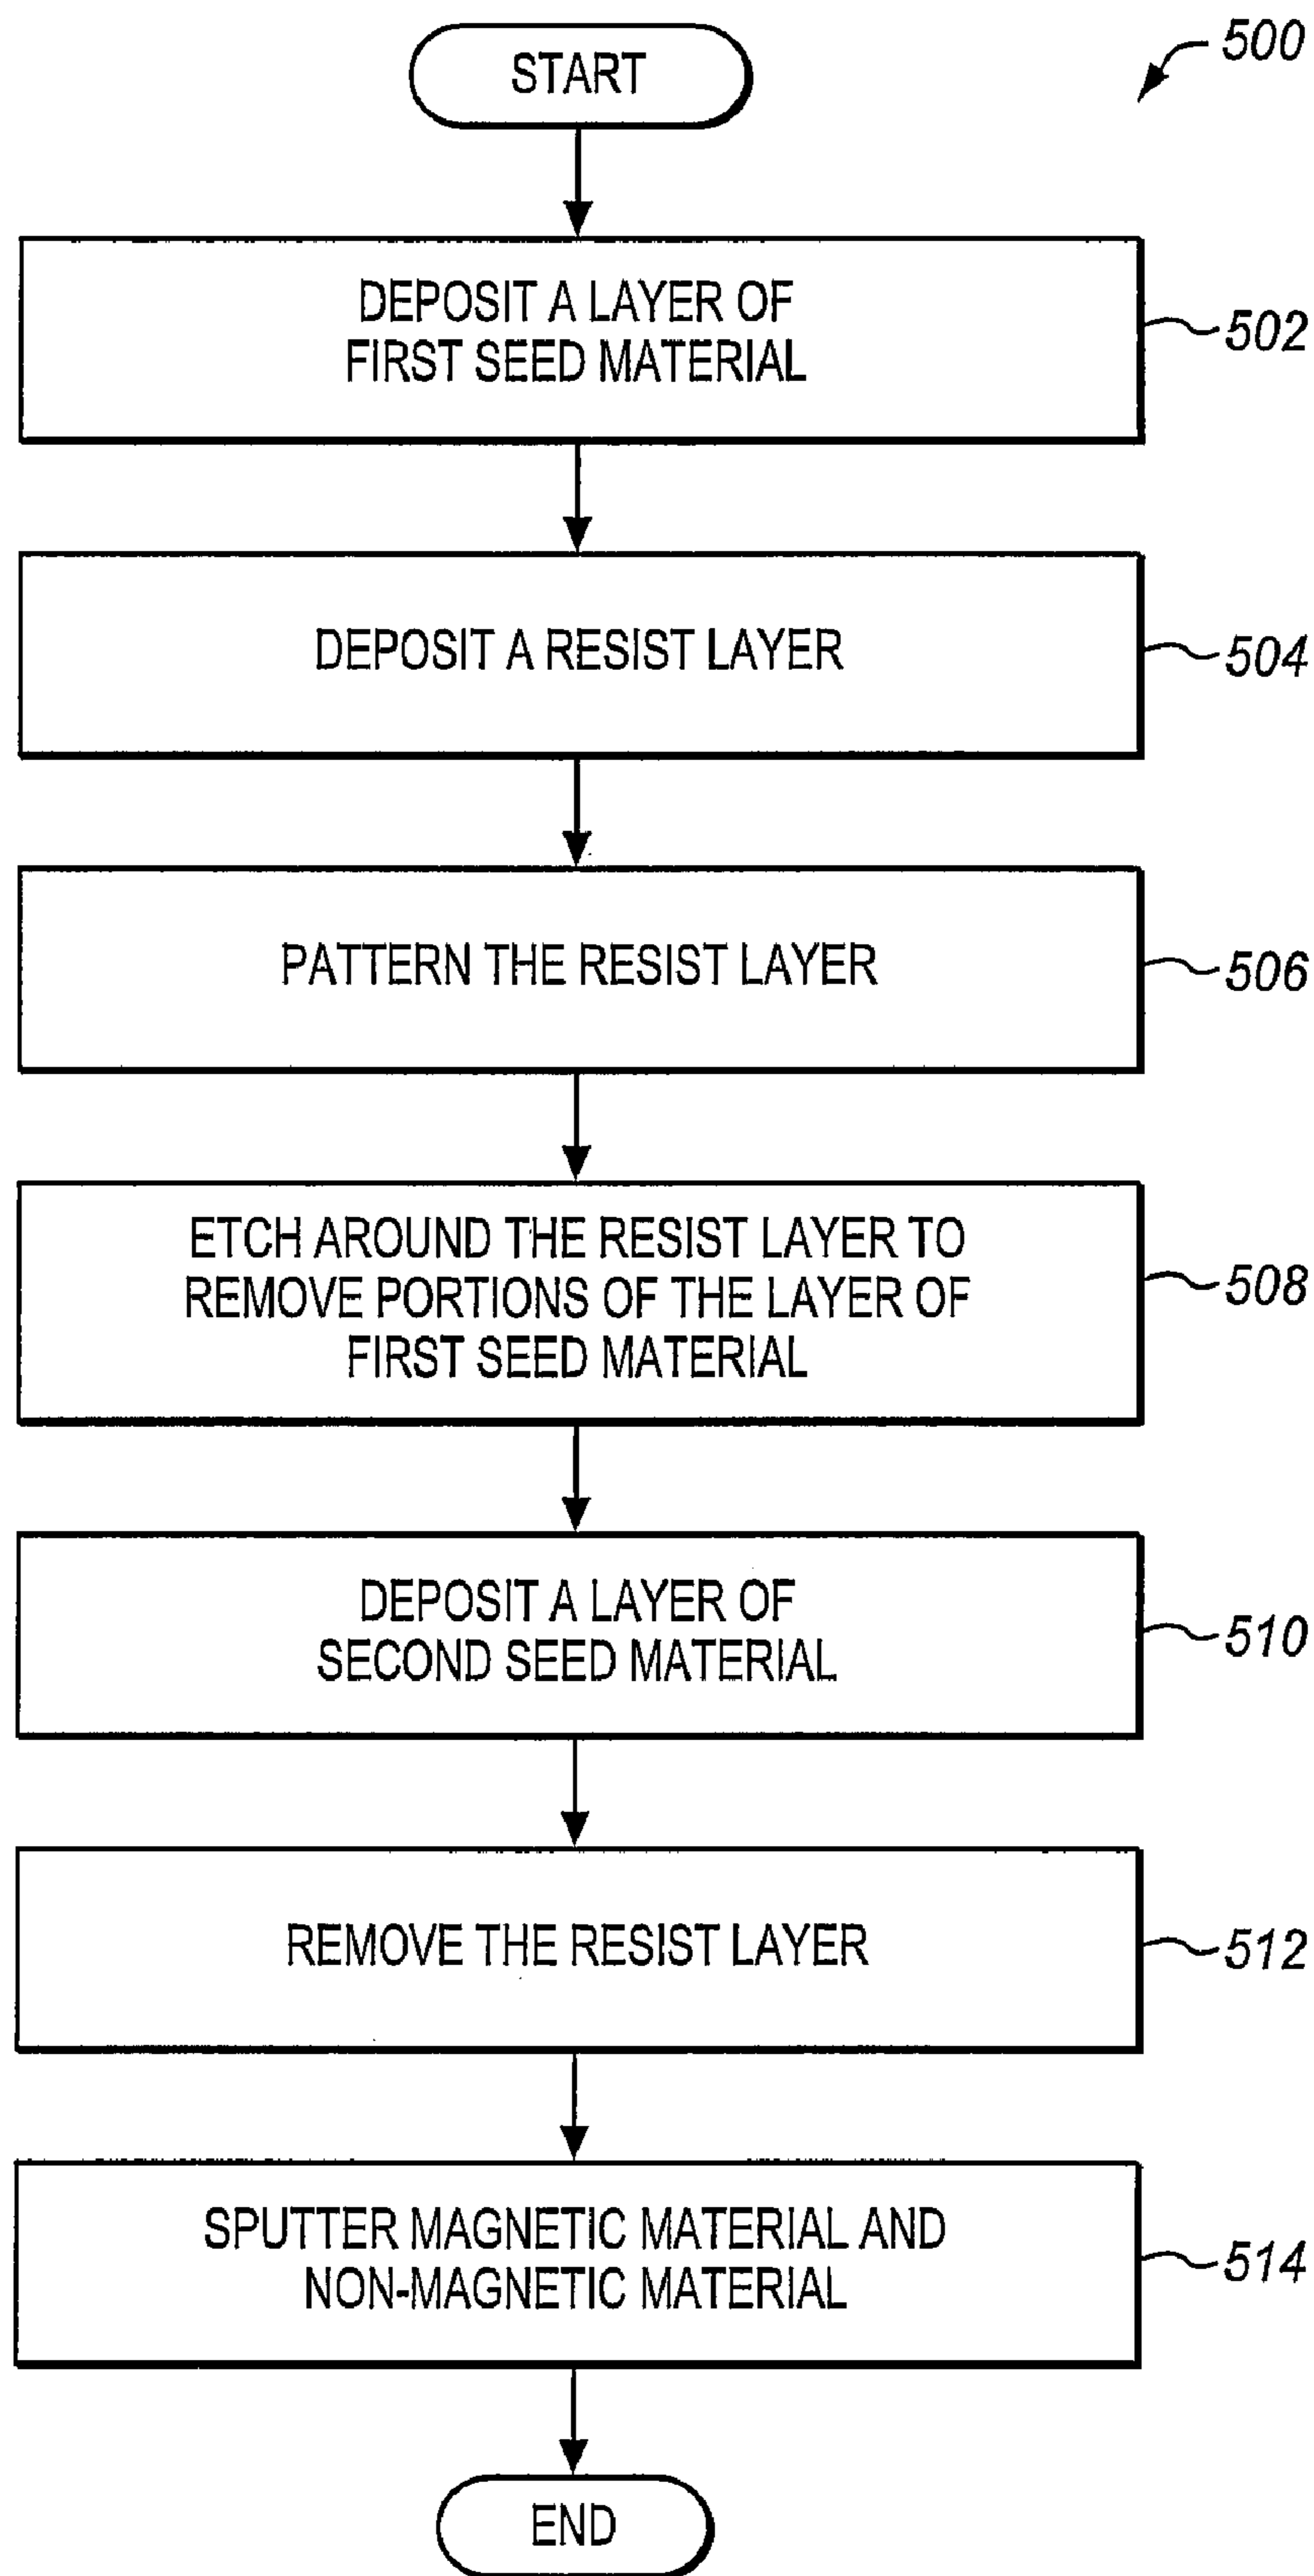 START
500
DEPOSIT A LAYER OF
FIRST SEED MATERIAL
502
DEPOSIT A RESIST LAYER
504
PATTERN THE RESIST LAYER
506
ETCH AROUND THE RESIST LAYER TO
REMOVE PORTIONS OF THE LAYER OF
FIRST SEED MATERIAL
508
DEPOSIT A LAYER OF
SECOND SEED MATERIAL
510
REMOVE THE RESIST LAYER
512
SPUTTER MAGNETIC MATERIAL AND
NON-MAGNETIC MATERIAL
514
END